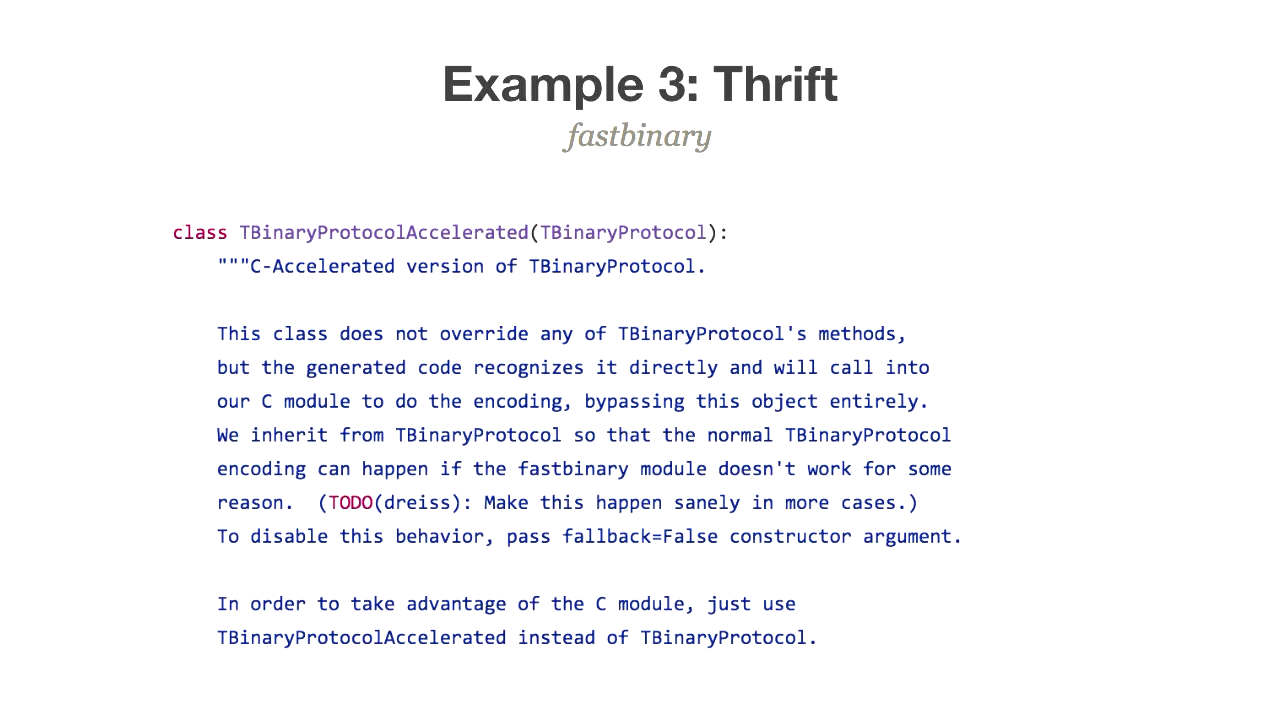 Example 3: Thrift
fastbinary
class TBinaryProtocolAccelerated(TBinaryProtocol):
    """C-Accelerated version of TBinaryProtocol.
    This class does not override any of TBinaryProtocol's methods,
    but the generated code recognizes it directly and will call into
    our C module to do the encoding, bypassing this object entirely.
    We inherit from TBinaryProtocol so that the normal TBinaryProtocol
    encoding can happen if the fastbinary module doesn't work for some
    reason.  (TODO(dreiss): Make this happen sanely in more cases.)
    To disable this behavior, pass fallback=False constructor argument.
    In order to take advantage of the C module, just use
    TBinaryProtocolAccelerated instead of TBinaryProtocol.